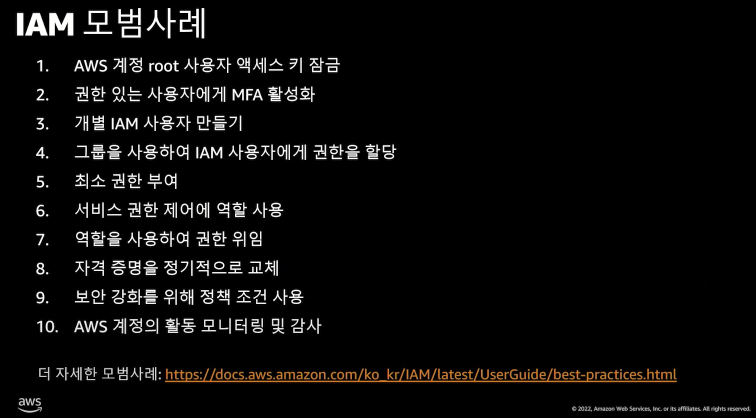 IAM 모범사례
1. AWS 계정 root 사용자 액세스 키 잠금
2. 권한 있는 사용자에게 MFA 활성화
3. 개별 IAM 사용자 만들기
4. 그룹을 사용하여 IAM 사용자에게 권한을 할당
5. 최소 권한 부여
6. 서비스 권한 제어에 역할 사용
7. 역할을 사용하여 권한 위임
8. 자격 증명을 정기적으로 교체
9. 보안 강화를 위해 정책 조건 사용
10. AWS 계정의 활동 모니터링 및 감사
더 자세한 모범사례: https://docs.aws.amazon.com/ko_kr/IAM/latest/UserGuide/best-practices.html
aws
© 2022, Amazon Web Services, Inc. or its affiliates. All rights reserved.